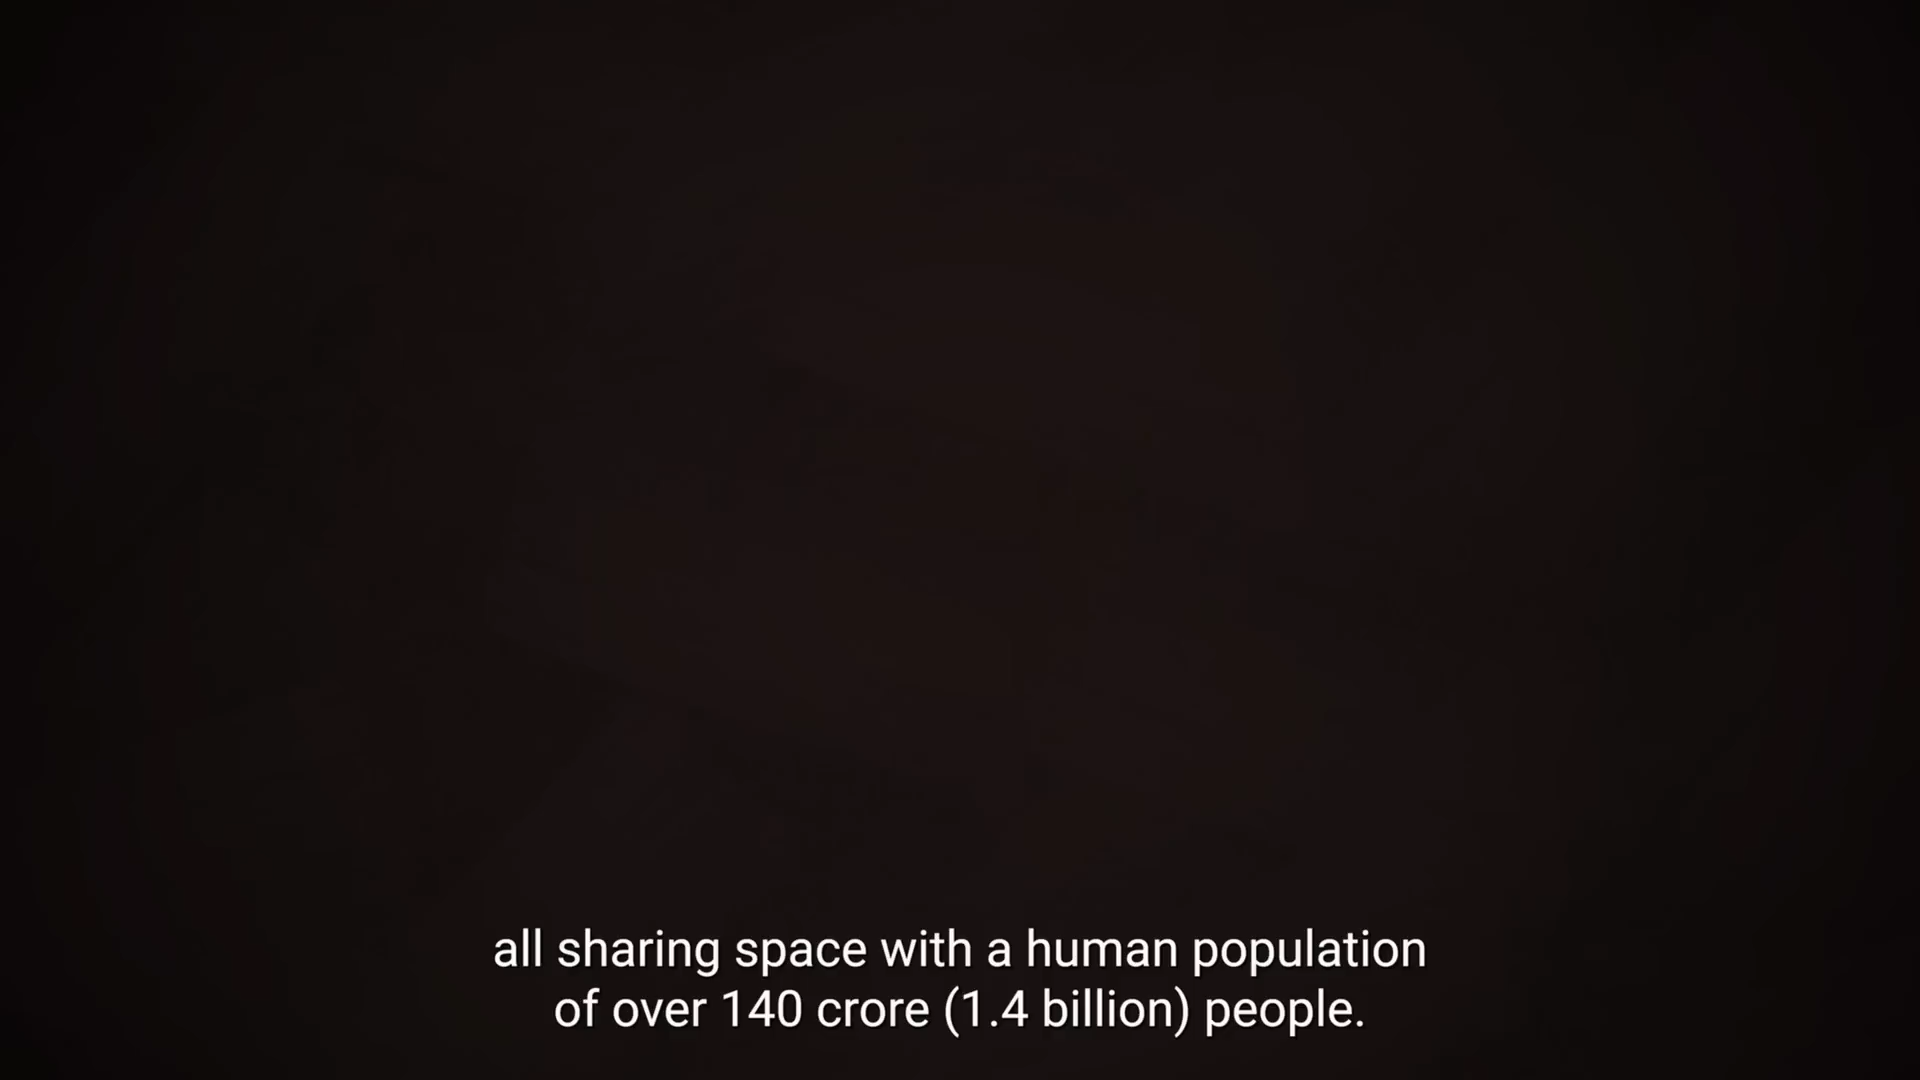 all sharing space with a human population
of over 140 crore (1.4 billion) people.